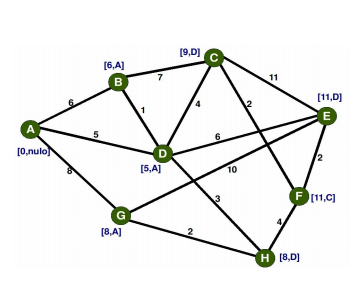 [9,D]
C
[6,A]
7
B
11
[11,D]
6
1
4
2
E
A
5
6
[0,nulo]
D
[5,A]
2
8
10
3
F
[11,C]
G
[8,A]
4
2
H
[8,D]